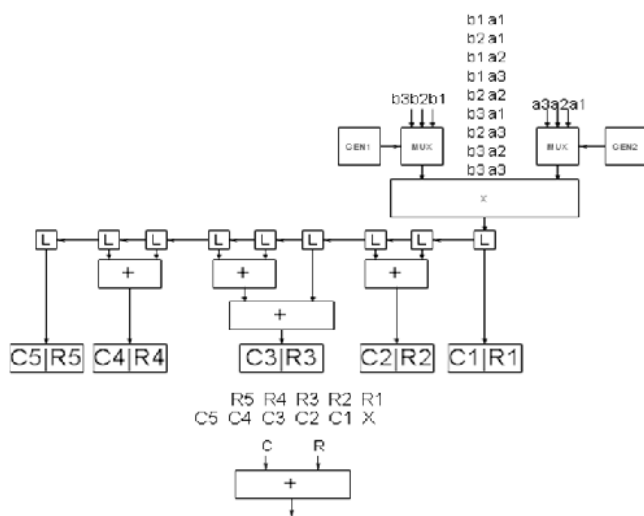 b1 a1
b2 a1
b1 a2
b1 a3
b2 a2
b3 a1
b2 a3
b3 a2
b3 a3
b3b2b1
a3a2a1
GEN1
MUX
MUX
GEN2
X
L L L L L L L L L
+ + +
+
C5|R5 C4|R4 C3|R3 C2|R2 C1|R1
R5 R4 R3 R2 R1
C5 C4 C3 C2 C1 X
C R
+